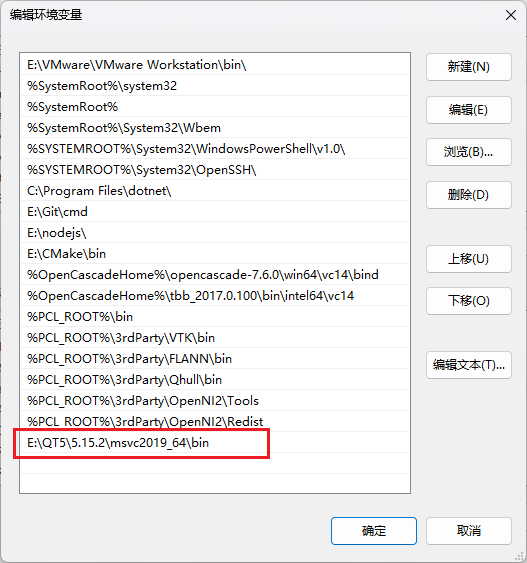 编辑环境变量
E:\VMware\VMware Workstation\bin\
%SystemRoot%\system32
%SystemRoot%
%SystemRoot%\System32\Wbem
%SYSTEMROOT%\System32\WindowsPowerShell\v1.0\
%SYSTEMROOT%\System32\OpenSSH\
C:\Program Files\dotnet\
E:\Git\cmd
E:\nodejs\
E:\CMake\bin
%OpenCascadeHome%\opencascade-7.6.0\win64\vc14\bind
%OpenCascadeHome%\tbb_2017.0.100\bin\intel64\vc14
%PCL_ROOT%\bin
%PCL_ROOT%\3rdParty\VTK\bin
%PCL_ROOT%\3rdParty\FLANN\bin
%PCL_ROOT%\3rdParty\Qhull\bin
%PCL_ROOT%\3rdParty\OpenNI2\Tools
%PCL_ROOT%\3rdParty\OpenNI2\Redist
E:\QT5\5.15.2\msvc2019_64\bin
新建(N)
编辑(E)
浏览(B)...
删除(D)
上移(U)
下移(O)
编辑文本(T)...
确定
取消